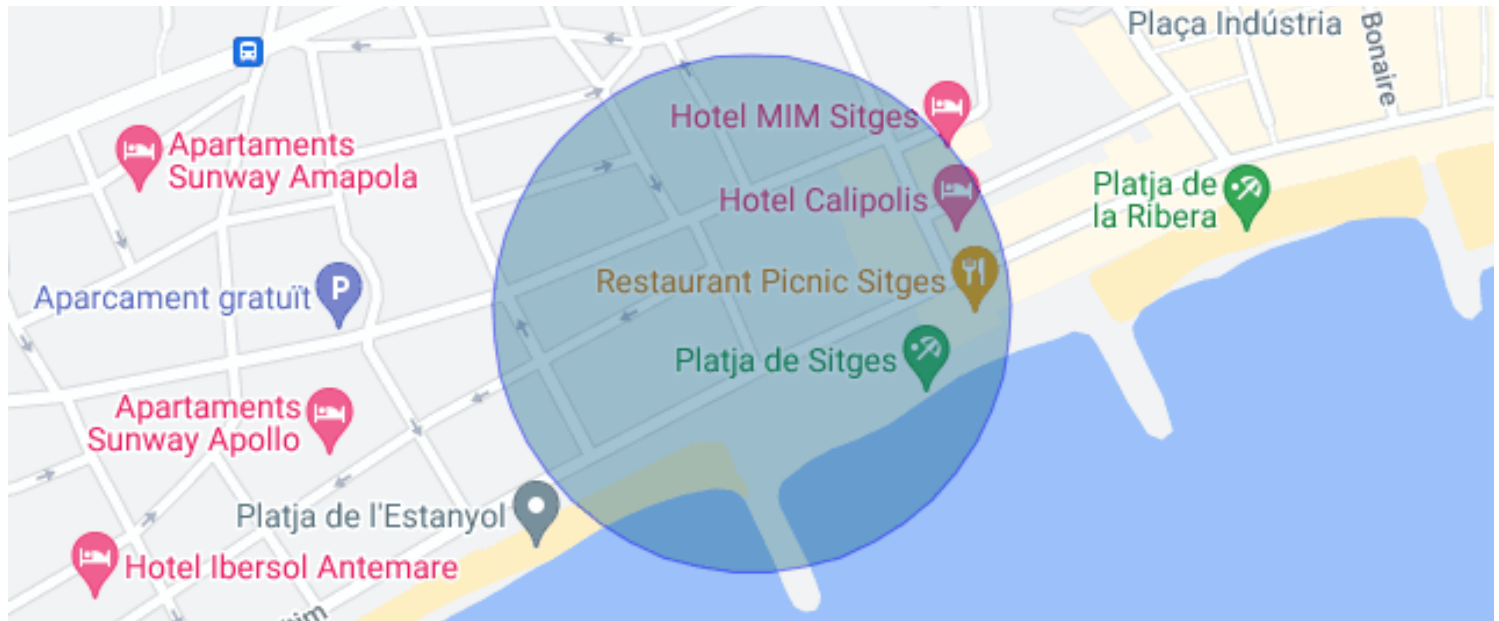 Plaça Indústria
Bonaire
Hotel MIM Sitges
Apartaments
Sunway Amapola
Hotel Calipolis
Platja de
la Ribera
Restaurant Picnic Sitges
Aparcament gratuït
P
Platja de Sitges
Apartaments
Sunway Apollo
Platja de l'Estanyol
Hotel Ibersol Antemare